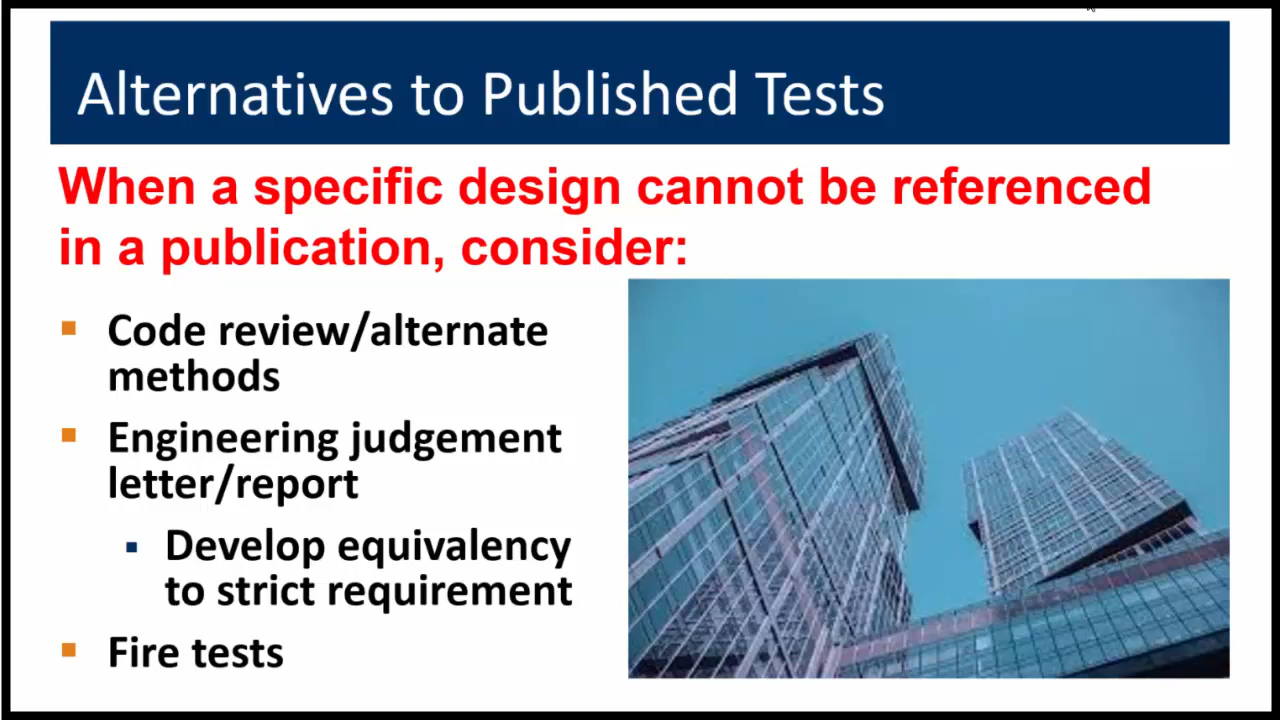 Alternatives to Published Tests
When a specific design cannot be referenced
in a publication, consider:
Code review/alternate
methods
Engineering judgement
letter/report
Develop equivalency
to strict requirement
Fire tests